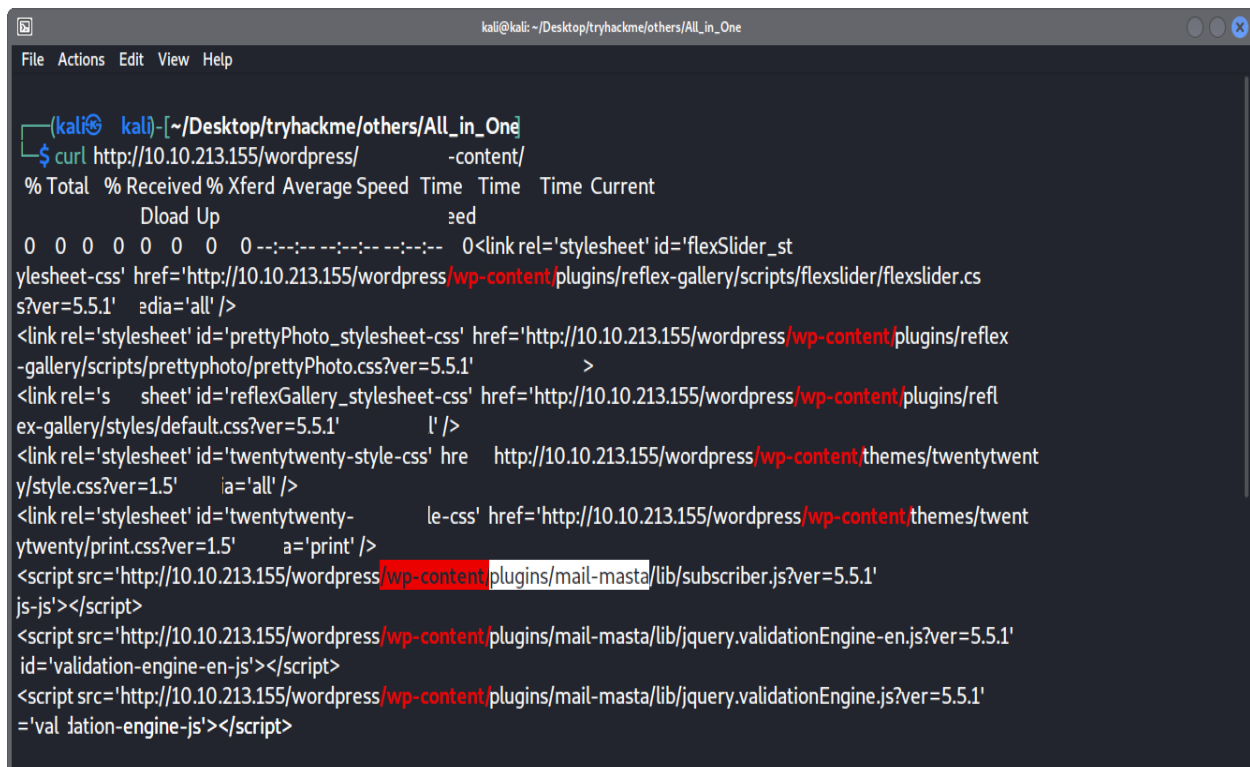 kali@kali: ~/Desktop/tryhackme/others/All_in_One
File Actions Edit View Help
(kali kali)-[~/Desktop/tryhackme/others/All_in_One]
$ curl http://10.10.213.155/wordpress/ -content/
% Total % Received % Xferd Average Speed Time Time Time Current
Dload Up eed
0 0 0 0 0 0 0 0 --:--:-- --:--:-- --:--:-- 0<link rel='stylesheet' id='flexSlider_st
ylesheet-css' href='http://10.10.213.155/wordpress/wp-content/plugins/reflex-gallery/scripts/flexslider/flexslider.cs
s?ver=5.5.1' edia='all' />
<link rel='stylesheet' id='prettyPhoto_stylesheet-css' href='http://10.10.213.155/wordpress/wp-content/plugins/reflex
-gallery/scripts/prettyphoto/prettyPhoto.css?ver=5.5.1' >
<link rel='s sheet' id='reflexGallery_stylesheet-css' href='http://10.10.213.155/wordpress/wp-content/plugins/refl
ex-gallery/styles/default.css?ver=5.5.1' l' />
<link rel='stylesheet' id='twentytwenty-style-css' hre http://10.10.213.155/wordpress/wp-content/themes/twentytwent
y/style.css?ver=1.5' ia='all' />
<link rel='stylesheet' id='twentytwenty- le-css' href='http://10.10.213.155/wordpress/wp-content/themes/twent
ytwenty/print.css?ver=1.5' a='print' />
<script src='http://10.10.213.155/wordpress/wp-content/plugins/mail-masta/lib/subscriber.js?ver=5.5.1'
js-js'></script>
<script src='http://10.10.213.155/wordpress/wp-content/plugins/mail-masta/lib/jquery.validationEngine-en.js?ver=5.5.1'
id='validation-engine-en-js'></script>
<script src='http://10.10.213.155/wordpress/wp-content/plugins/mail-masta/lib/jquery.validationEngine.js?ver=5.5.1'
='val dation-engine-js'></script>